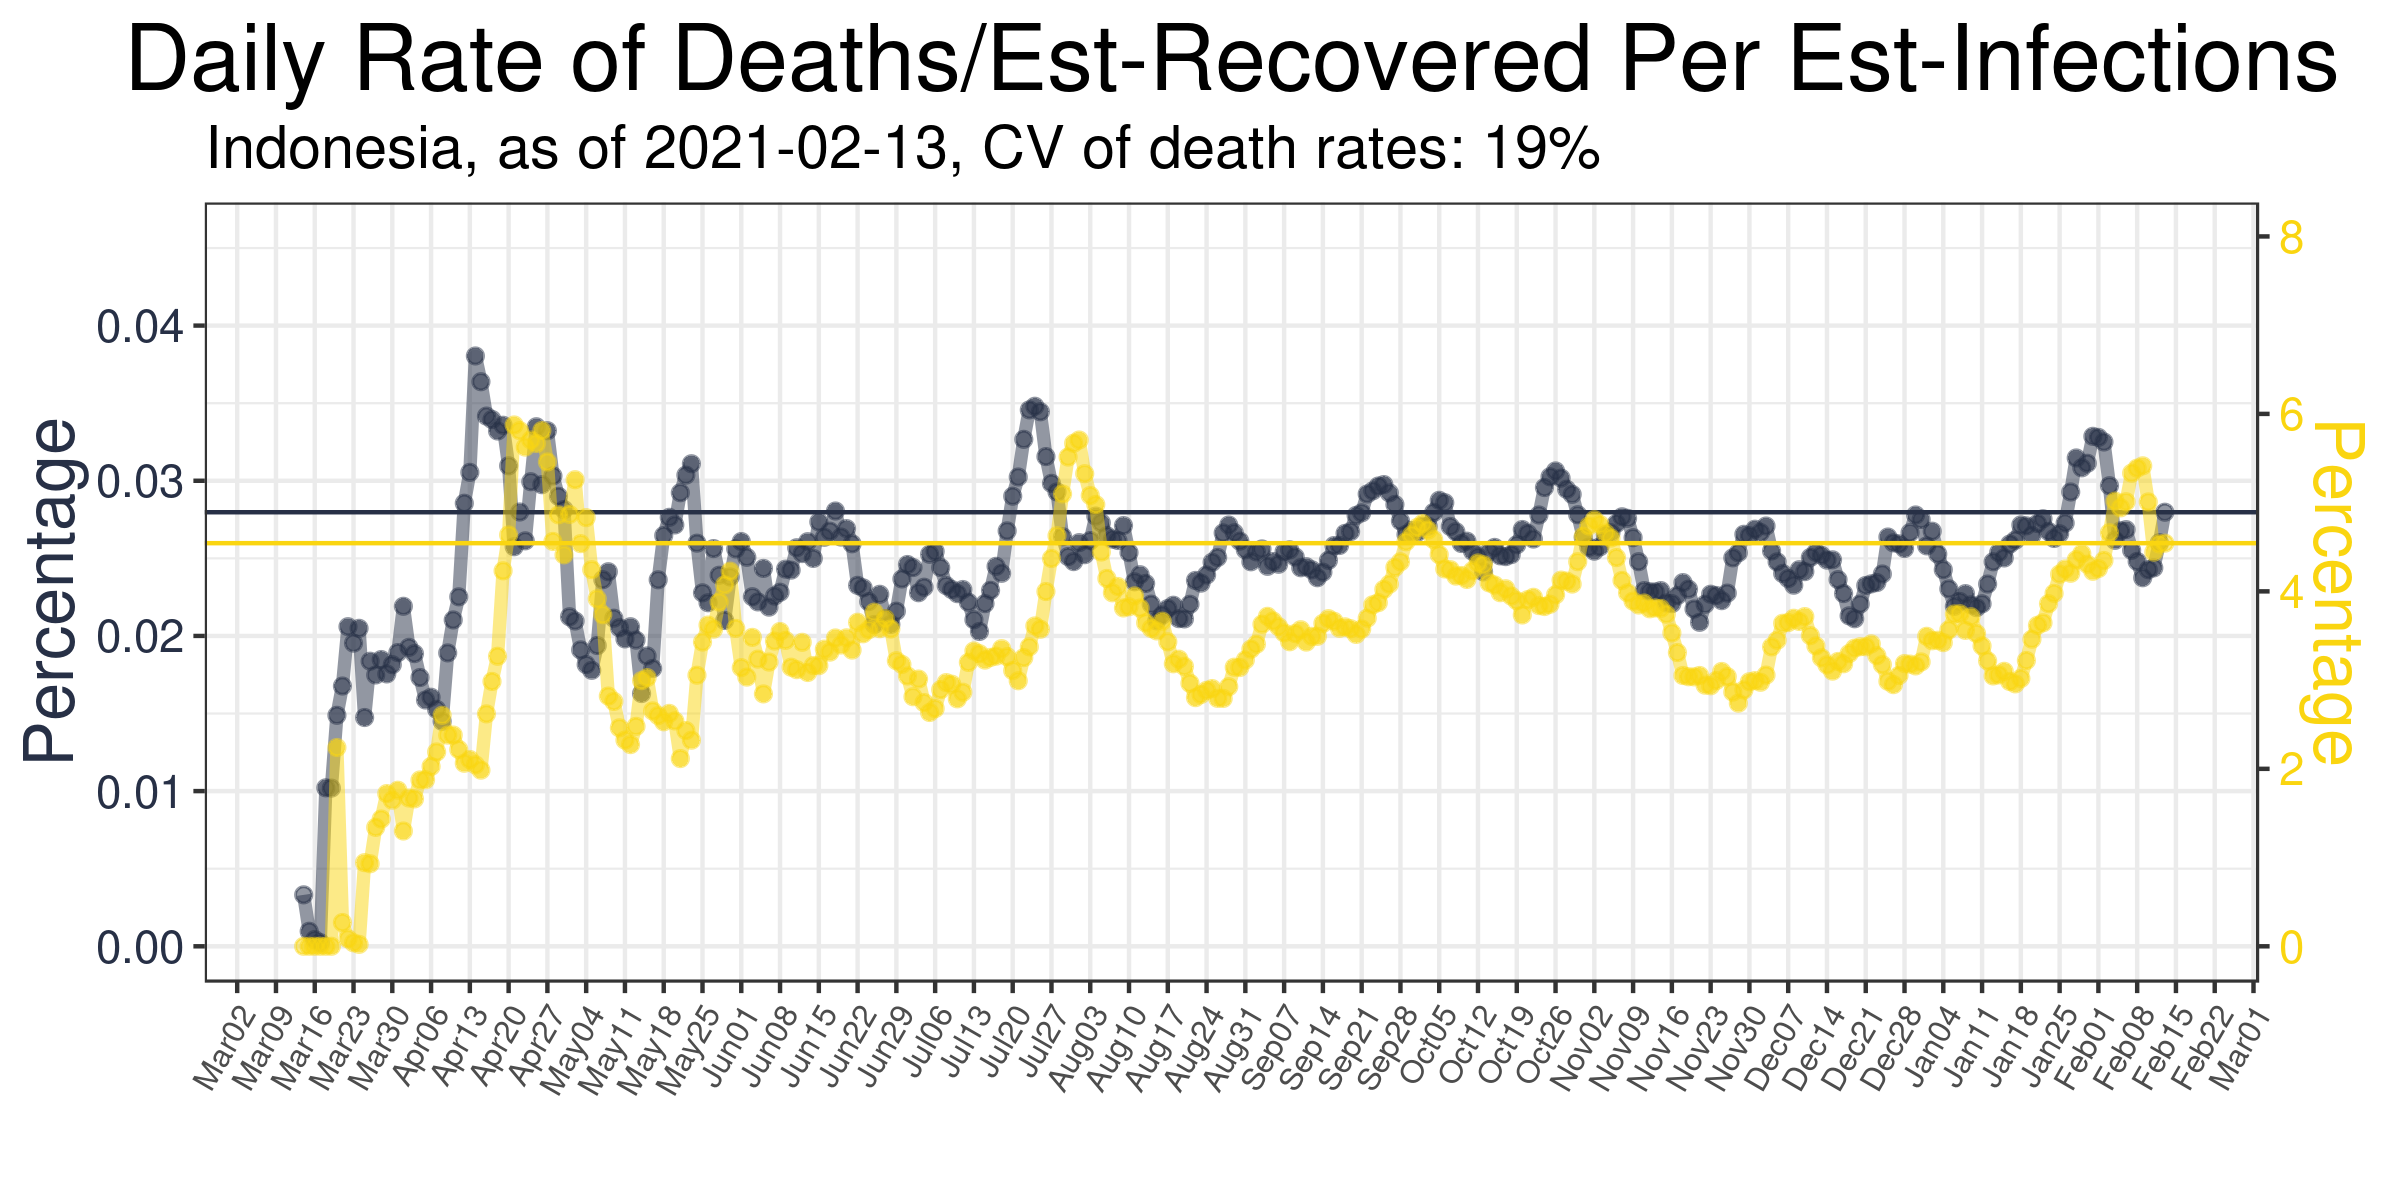 Daily Rate of Deaths/Est-Recovered Per Est-Infections
Indonesia, as of 2021-02-13, CV of death rates: 19%
Percentage
0.04
0.03
0.02
0.01
0.00
8
6
4
2
0
Percentage
Mar02
Mar09
Mar16
Mar23
Mar30
Apr06
Apr13
Apr20
Apr27
May04
May11
May18
May25
Jun01
Jun08
Jun15
Jun22
Jun29
Jul06
Jul13
Jul20
Jul27
Aug03
Aug10
Aug17
Aug24
Aug31
Sep07
Sep14
Sep21
Sep28
Oct05
Oct12
Oct19
Oct26
Nov02
Nov09
Nov16
Nov23
Nov30
Dec07
Dec14
Dec21
Dec28
Jan04
Jan11
Jan18
Jan25
Feb01
Feb08
Feb15
Feb22
Mar01